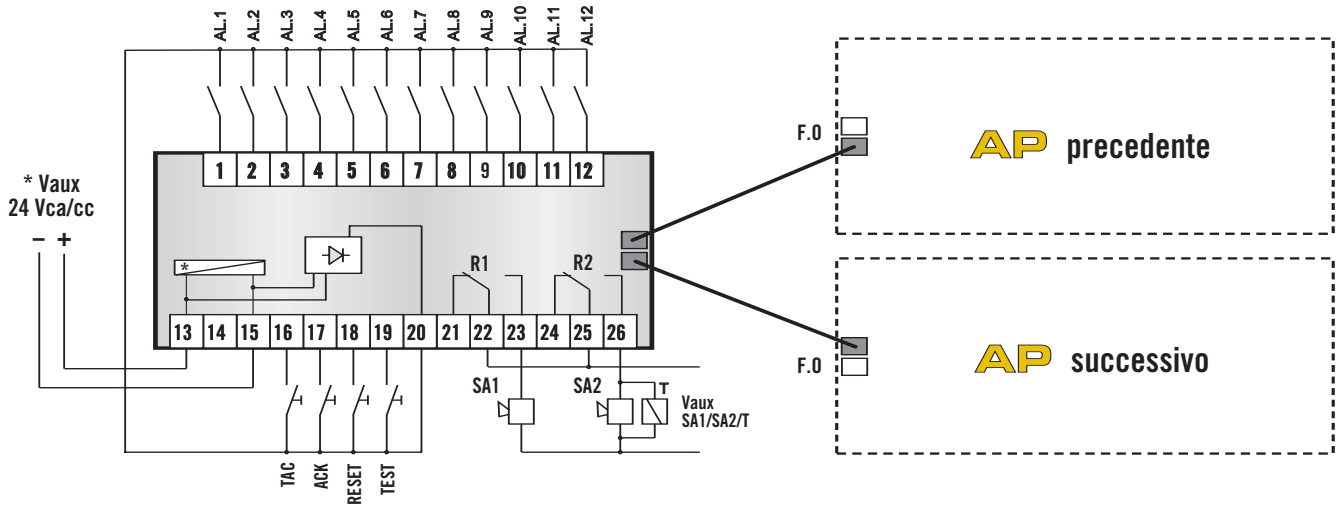 AL.1 AL.2 AL.3 AL.4 AL.5 AL.6 AL.7 AL.8 AL.9 AL.10 AL.11 AL.12
1 2 3 4 5 6 7 8 9 10 11 12
* Vaux
24 Vca/cc
– +
*
R1 R2
13 14 15 16 17 18 19 20 21 22 23 24 25 26
SA1 SA2 T
Vaux
SA1/SA2/T
TAC ACK RESET TEST
F.O
AP precedente
F.O
AP successivo